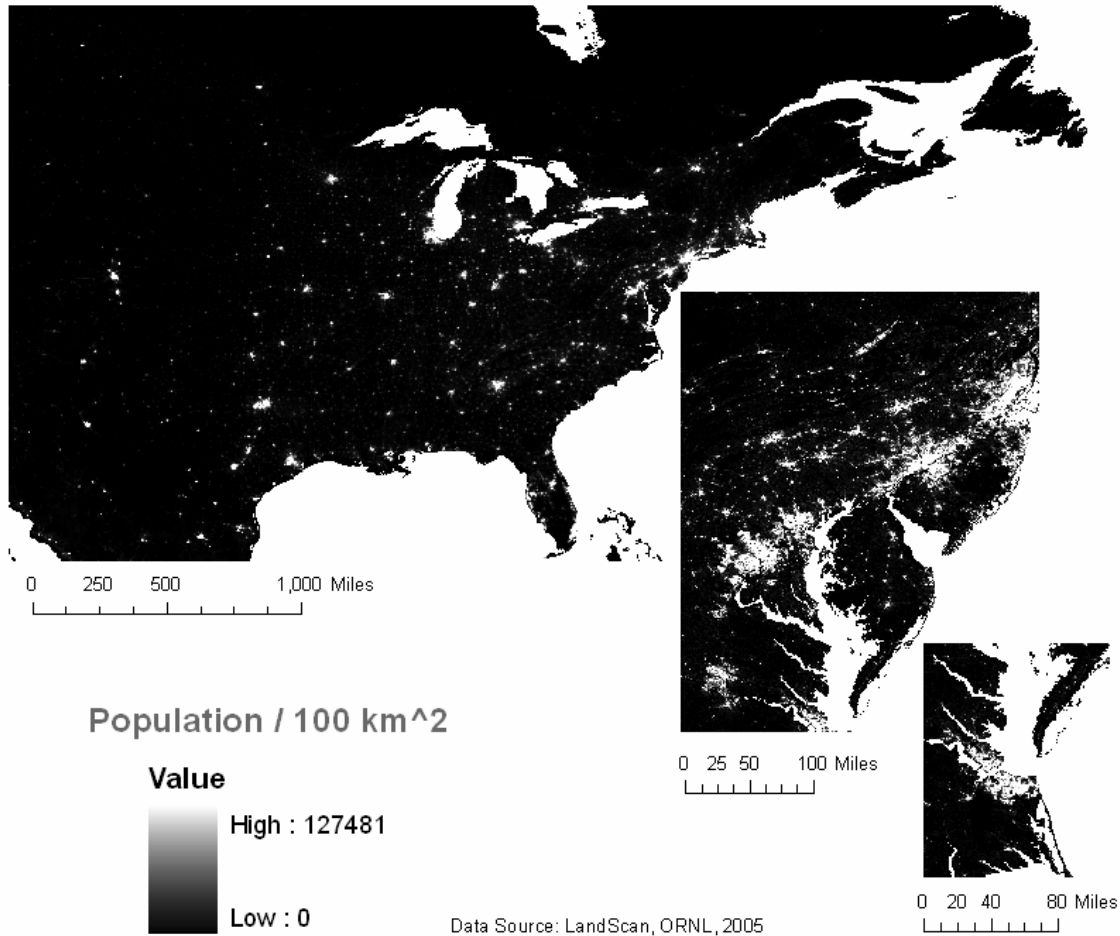 0 250 500 1,000 Miles
Population / 100 km^2
Value
High : 127481
Low : 0
0 25 50 100 Miles
0 20 40 80 Miles
Data Source: LandScan, ORNL, 2005